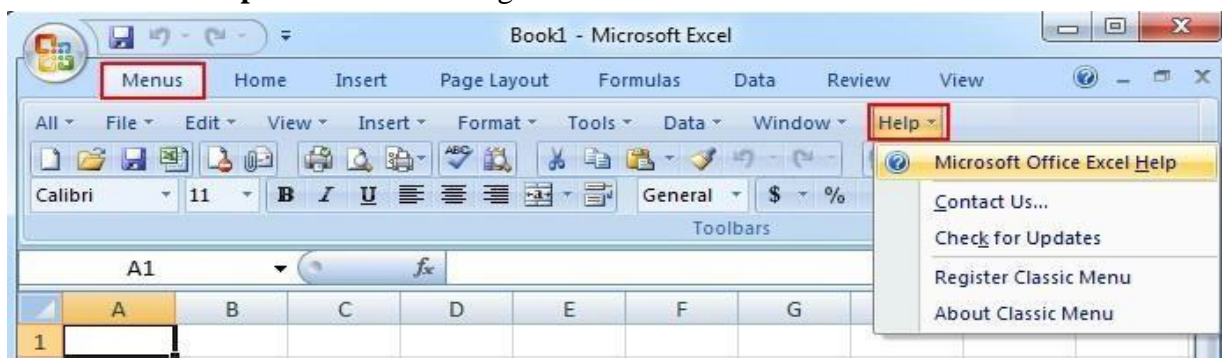 Book1 - Microsoft Excel
Menus Home Insert Page Layout Formulas Data Review View
All File Edit View Insert Format Tools Data Window Help
ABC
Microsoft Office Excel Help
Calibri 11 B I U a General $ %
Contact Us...
Toolbars
Check for Updates
A1 fx
Register Classic Menu
A B C D E F G
About Classic Menu
1